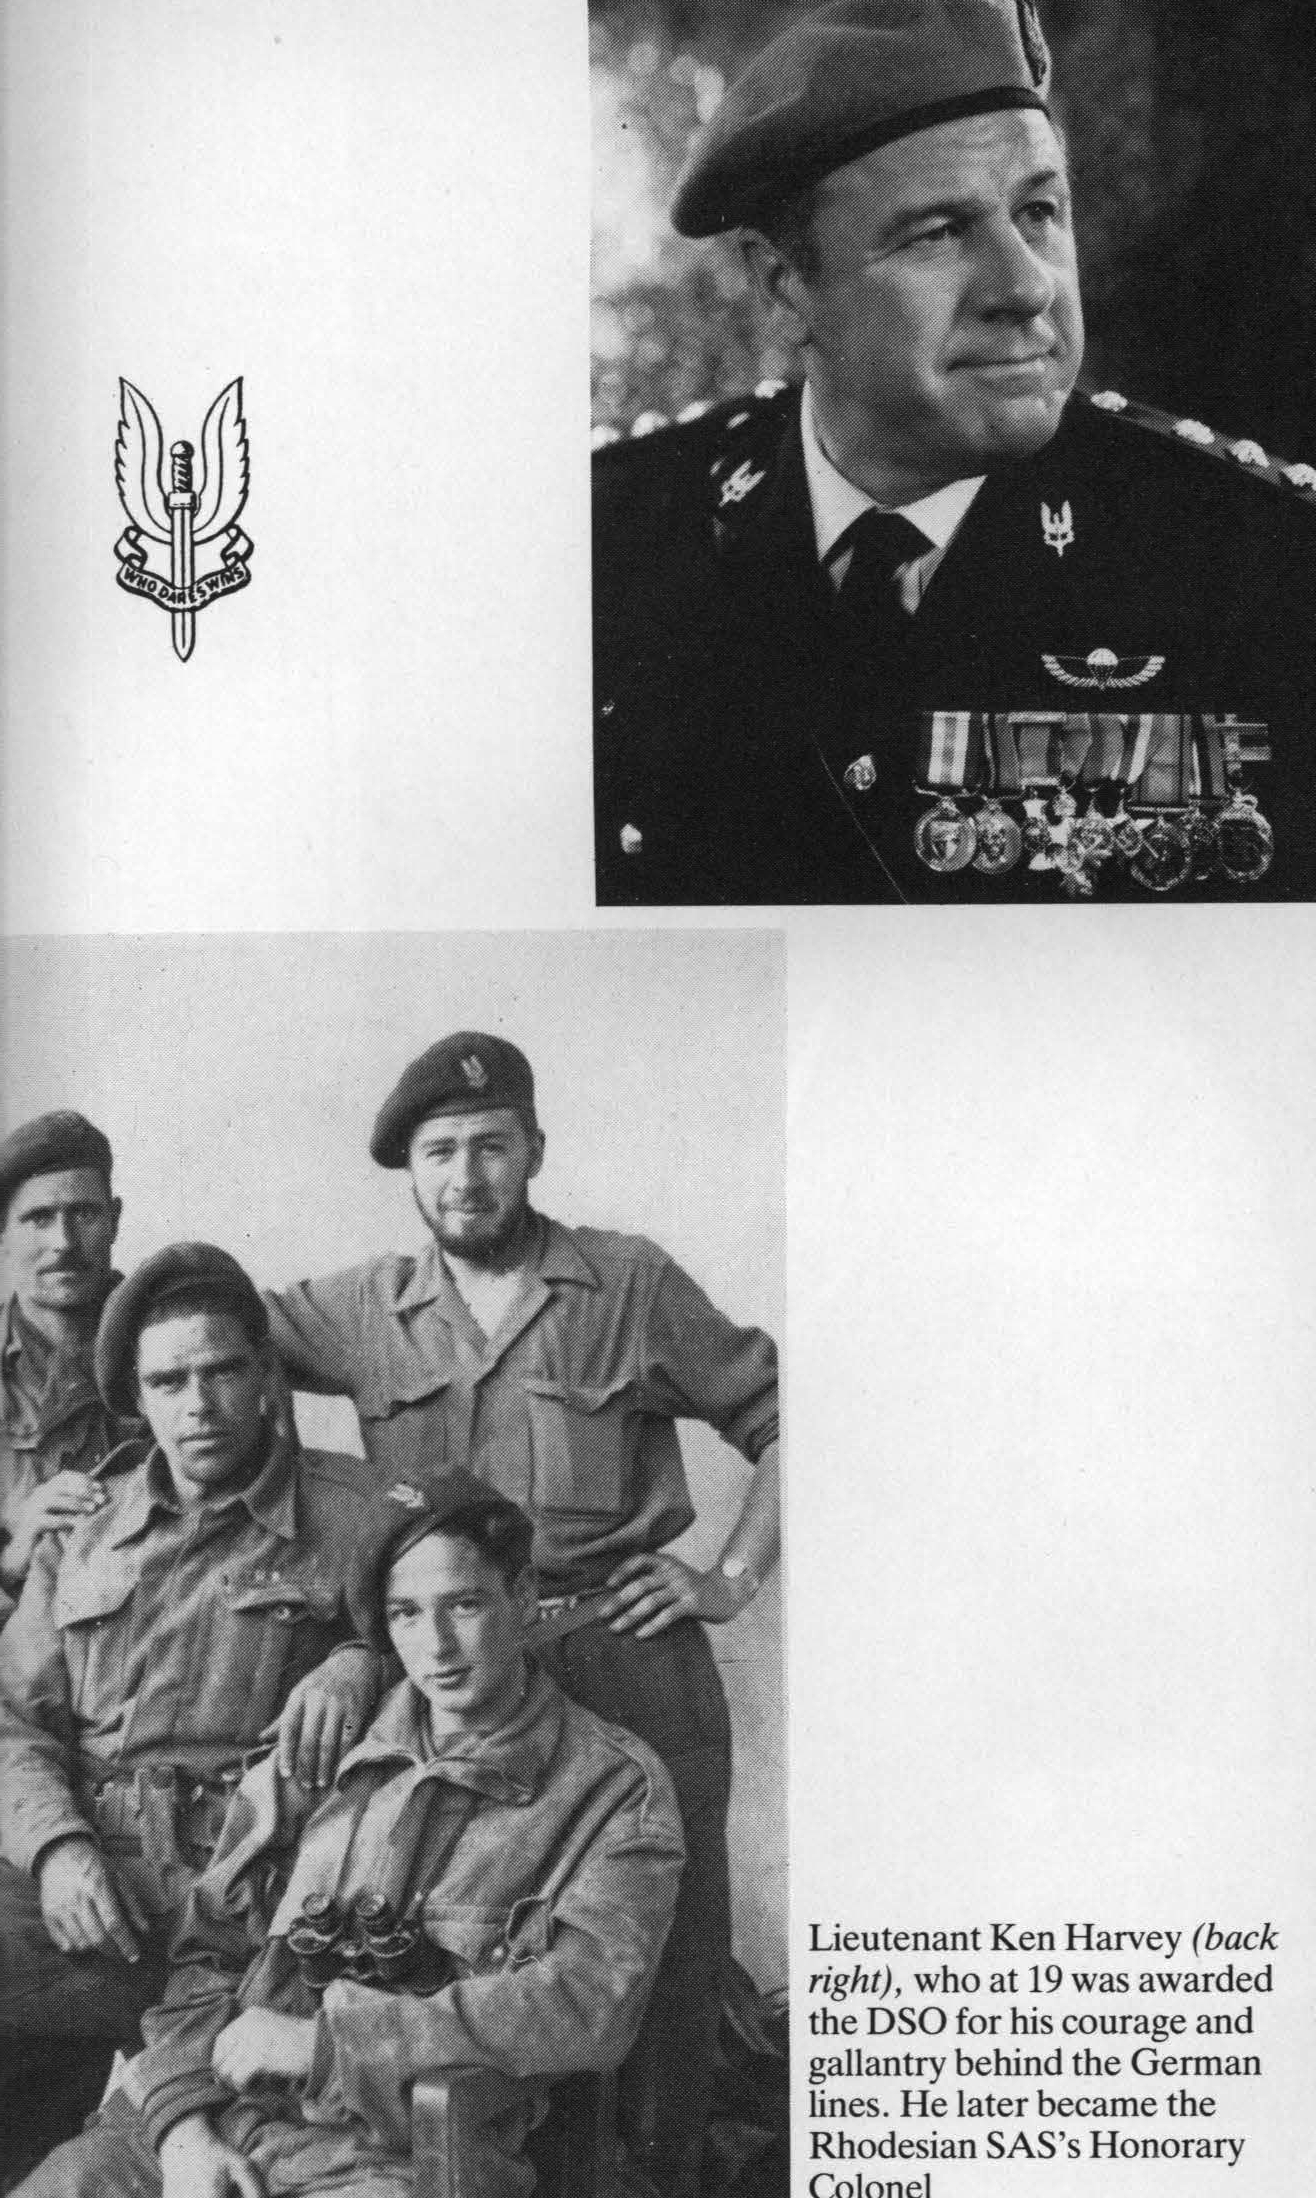 WHO DARES WINS
Lieutenant Ken Harvey (back
right), who at 19 was awarded
the DSO for his courage and
gallantry behind the German
lines. He later became the
Rhodesian SAS's Honorary
Colonel